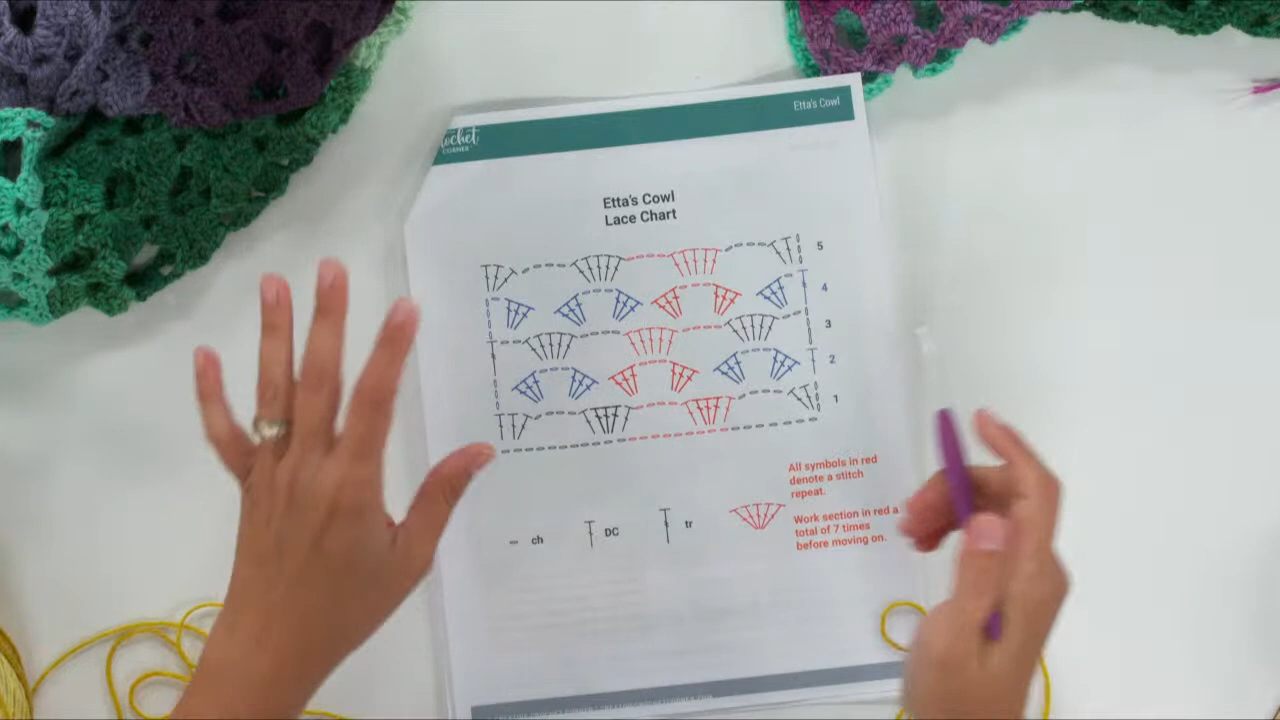 Etta's Cowl
CORNER
Etta's Cowl
Lace Chart
5
4
3
2
1
All symbols in red
denote a stitch
repeat.
Work section in red a
total of 7 times
before moving on.
ch
DC
tr